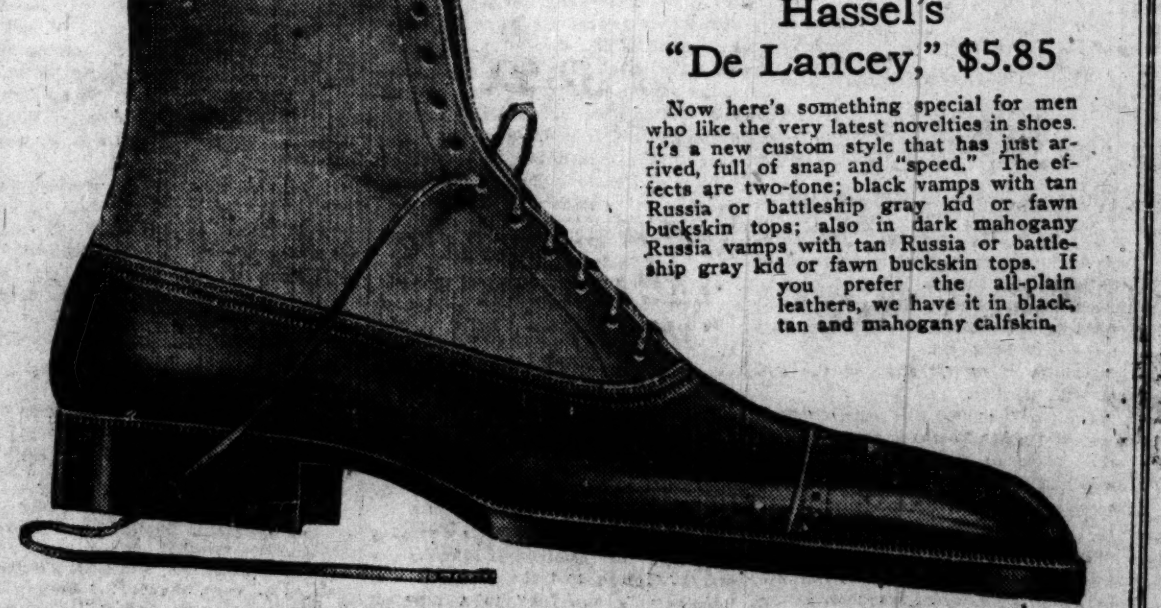 Hassel's
“De Lancey,” $5.85
Now here's something special for men
who like the very latest novelties in shoes.
It's a new custom style that has just ar-
rived, full of snap and “speed.” The ef-
fects are two-tone; black vamps with tan
Russia or battleship gray kid or fawn
buckskin tops; also in dark mahogany
Russia vamps with tan Russia or battle-
ship gray kid or fawn buckskin tops. If
you prefer the all-plain
leathers, we have it in black,
tan and mahogany calfskin.